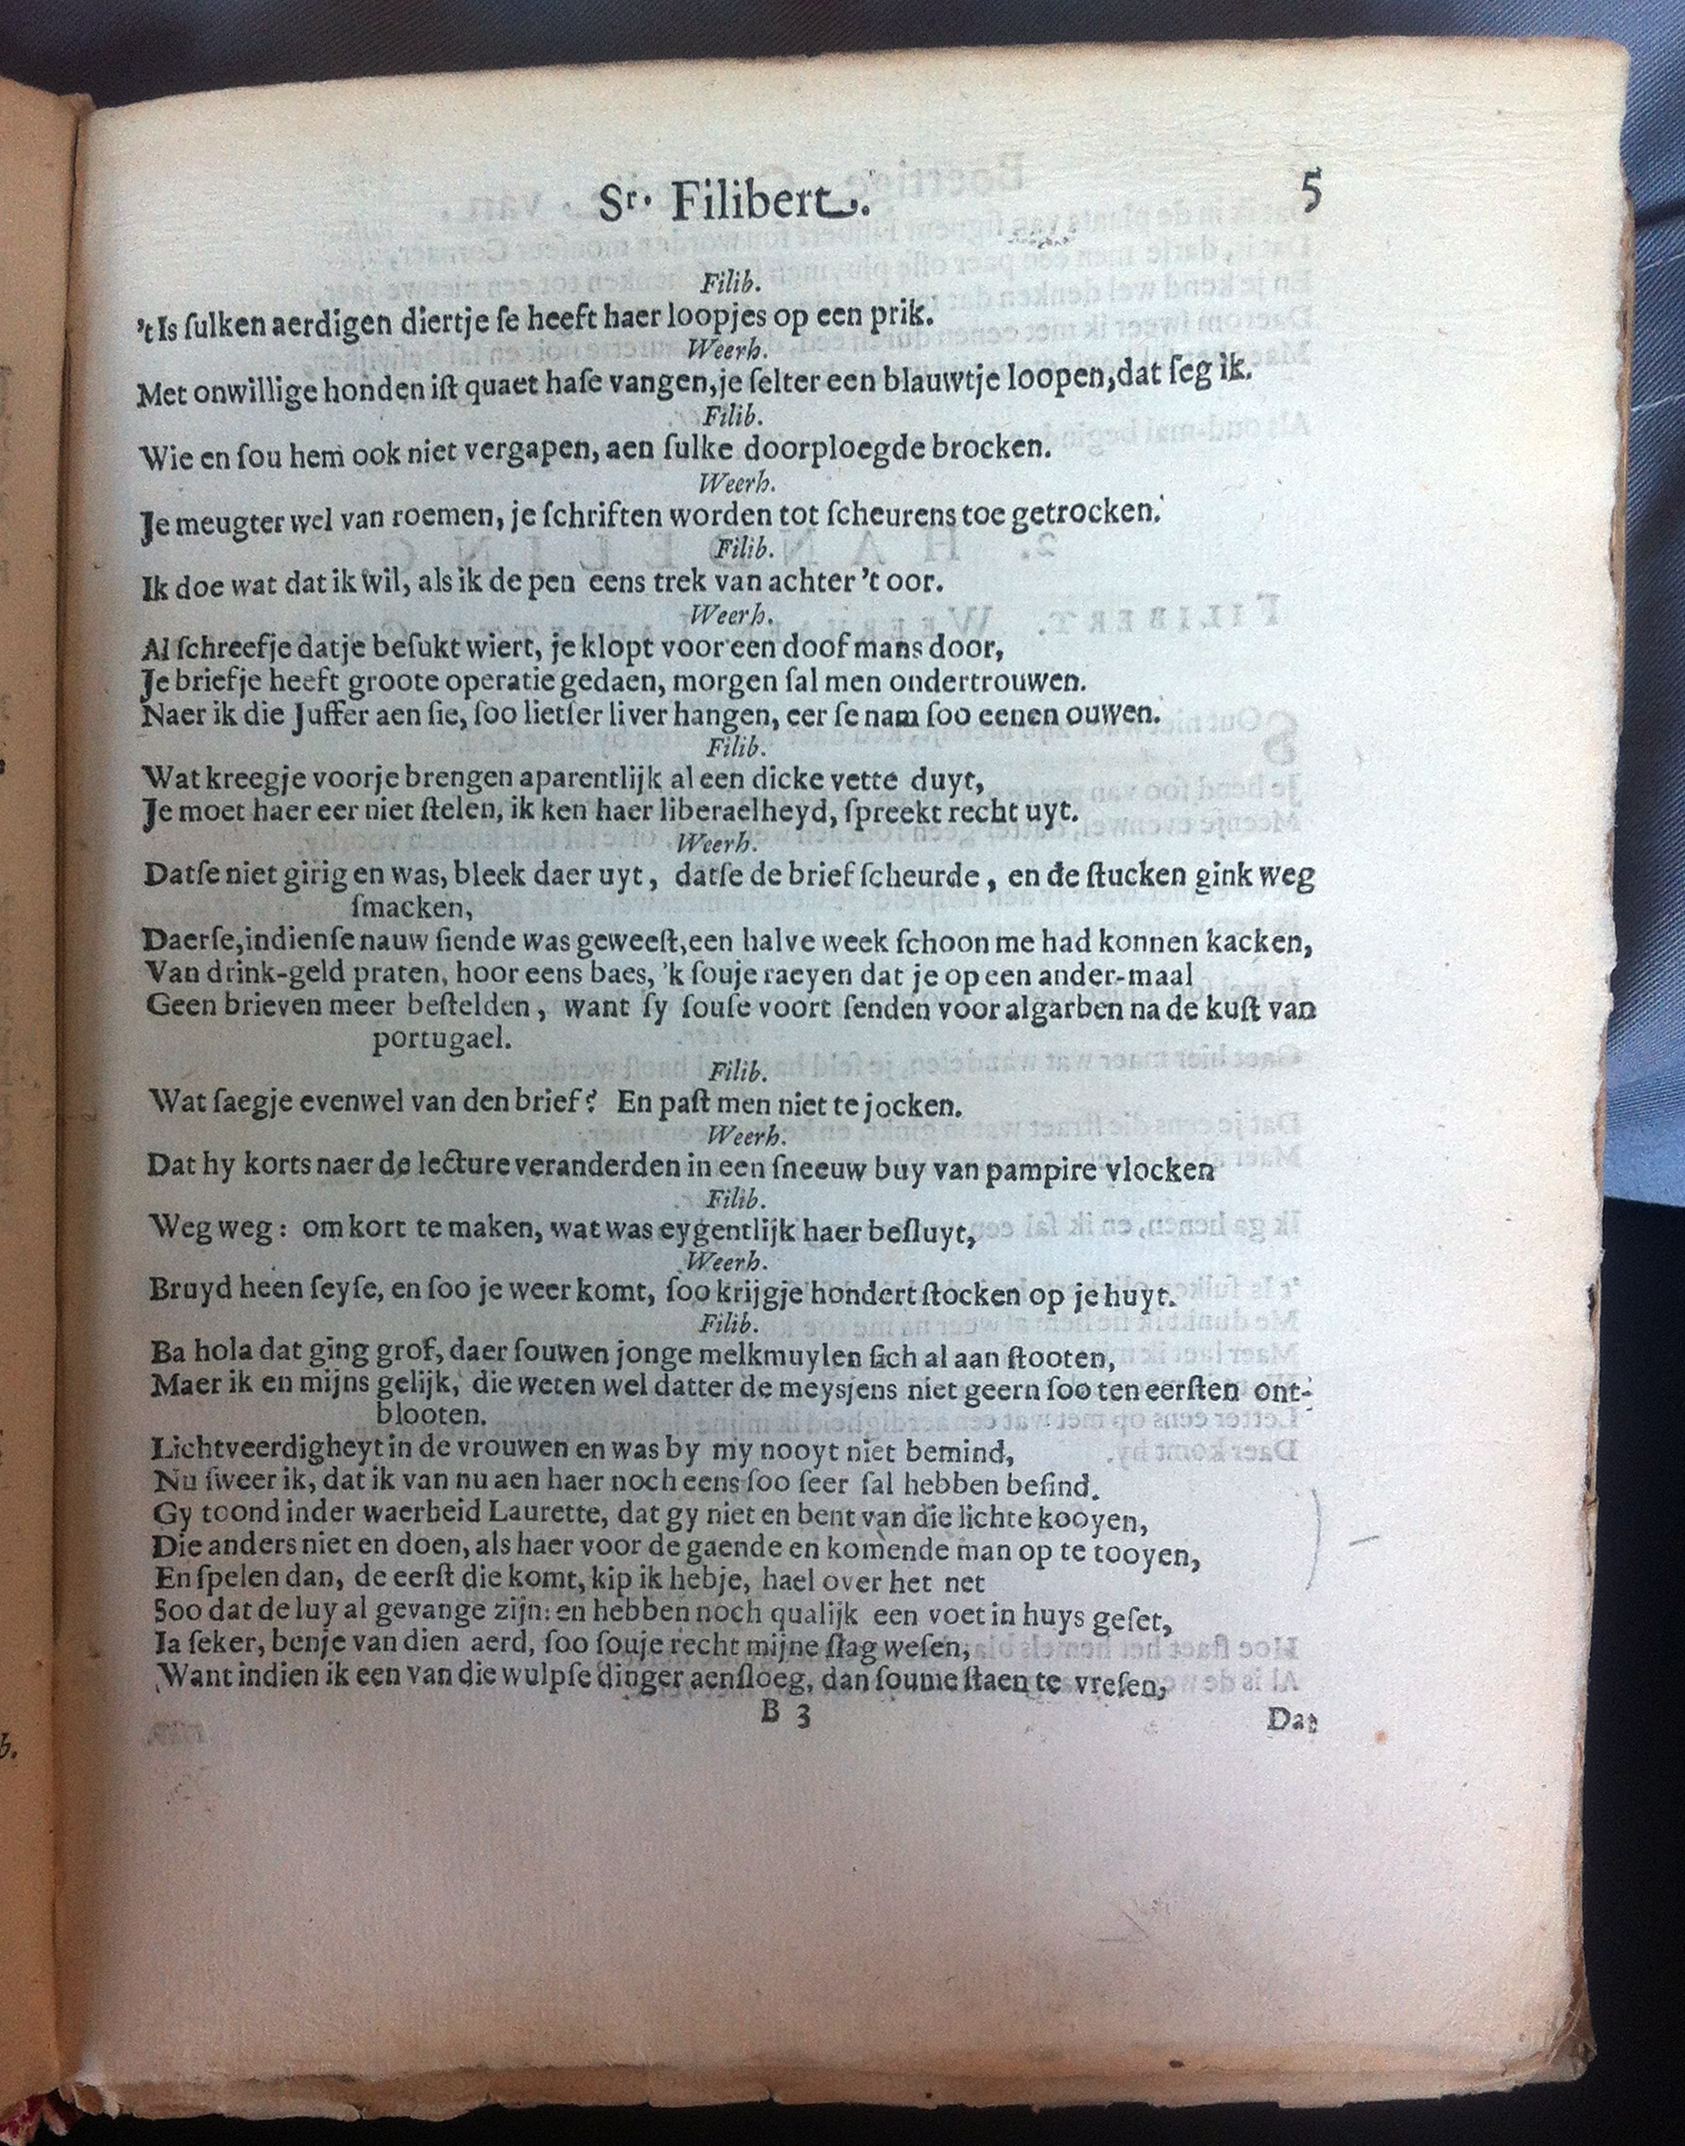 Sr. Filibert.
5
Filib.
't Is ſulken aerdigen diertje ſe heeft haer loopjes op een prik.
Weerh.
Met onwillige honden iſt quaet haſe vangen, je ſelter een blauwtje loopen, dat ſeg ik.
Filib.
Wie en ſou hem ook niet vergapen, aen ſulke doorploegde brocken.
Weerh.
Je meugter wel van roemen, je ſchriften worden tot ſcheurens toe getrocken.
Filib.
Ik doe wat dat ik wil, als ik de pen eens trek van achter 't oor.
Weerh.
Al ſchreefje datje beſukt wiert, je klopt voor een doof mans door,
Je briefje heeft groote operatie gedaen, morgen ſal men ondertrouwen.
Naer ik die Juffer aen ſie, ſoo lietſer liver hangen, eer ſe nam ſoo eenen ouwen.
Filib.
Wat kreegje voorje brengen aparentlijk al een dicke vette duyt,
Je moet haer eer niet ſtelen, ik ken haer liberaelheyd, ſpreekt recht uyt.
Weerh.
Datſe niet girig en was, bleek daer uyt, datſe de brief ſcheurde, en de ſtucken gink weg
ſmacken,
Daerſe, indienſe nauw ſiende was geweeſt, een halve week ſchoon me had konnen kacken,
Van drink-geld praten, hoor eens baes, 'k ſouje raeyen dat je op een ander-maal
Geen brieven meer beſtelden, want ſy ſouſe voort ſenden voor algarben na de kuſt van
portugael.
Filib.
Wat ſaegje evenwel van den brief? En paſt men niet te jocken.
Weerh.
Dat hy korts naer de lecture veranderden in een ſneeuw buy van pampire vlocken
Filib.
Weg weg: om kort te maken, wat was eygentlijk haer beſluyt,
Weerh.
Bruyd heen ſeyſe, en ſoo je weer komt, ſoo krijgje hondert ſtocken op je huyt.
Filib.
Ba hola dat ging grof, daer ſouwen jonge melkmuylen ſich al aan ſtooten,
Maer ik en mijns gelijk, die weten wel datter de meysjens niet geern ſoo ten eerſten ont-
blooten.
Lichtveerdigheyt in de vrouwen en was by my nooyt niet bemind,
Nu ſweer ik, dat ik van nu aen haer noch eens ſoo ſeer ſal hebben beſind.
Gy toond inder waerheid Laurette, dat gy niet en bent van die lichte kooyen,
Die anders niet en doen, als haer voor de gaende en komende man op te tooyen,
En ſpelen dan, de eerſt die komt, kip ik hebje, hael over het net
Soo dat de luy al gevange zijn: en hebben noch qualijk een voet in huys geſet,
Ia ſeker, benje van dien aerd, ſoo ſouje recht mijne ſlag weſen,
Want indien ik een van die wulpſe dinger aenſloeg, dan ſoume ſtaen te vreſen,
B 3
Dat